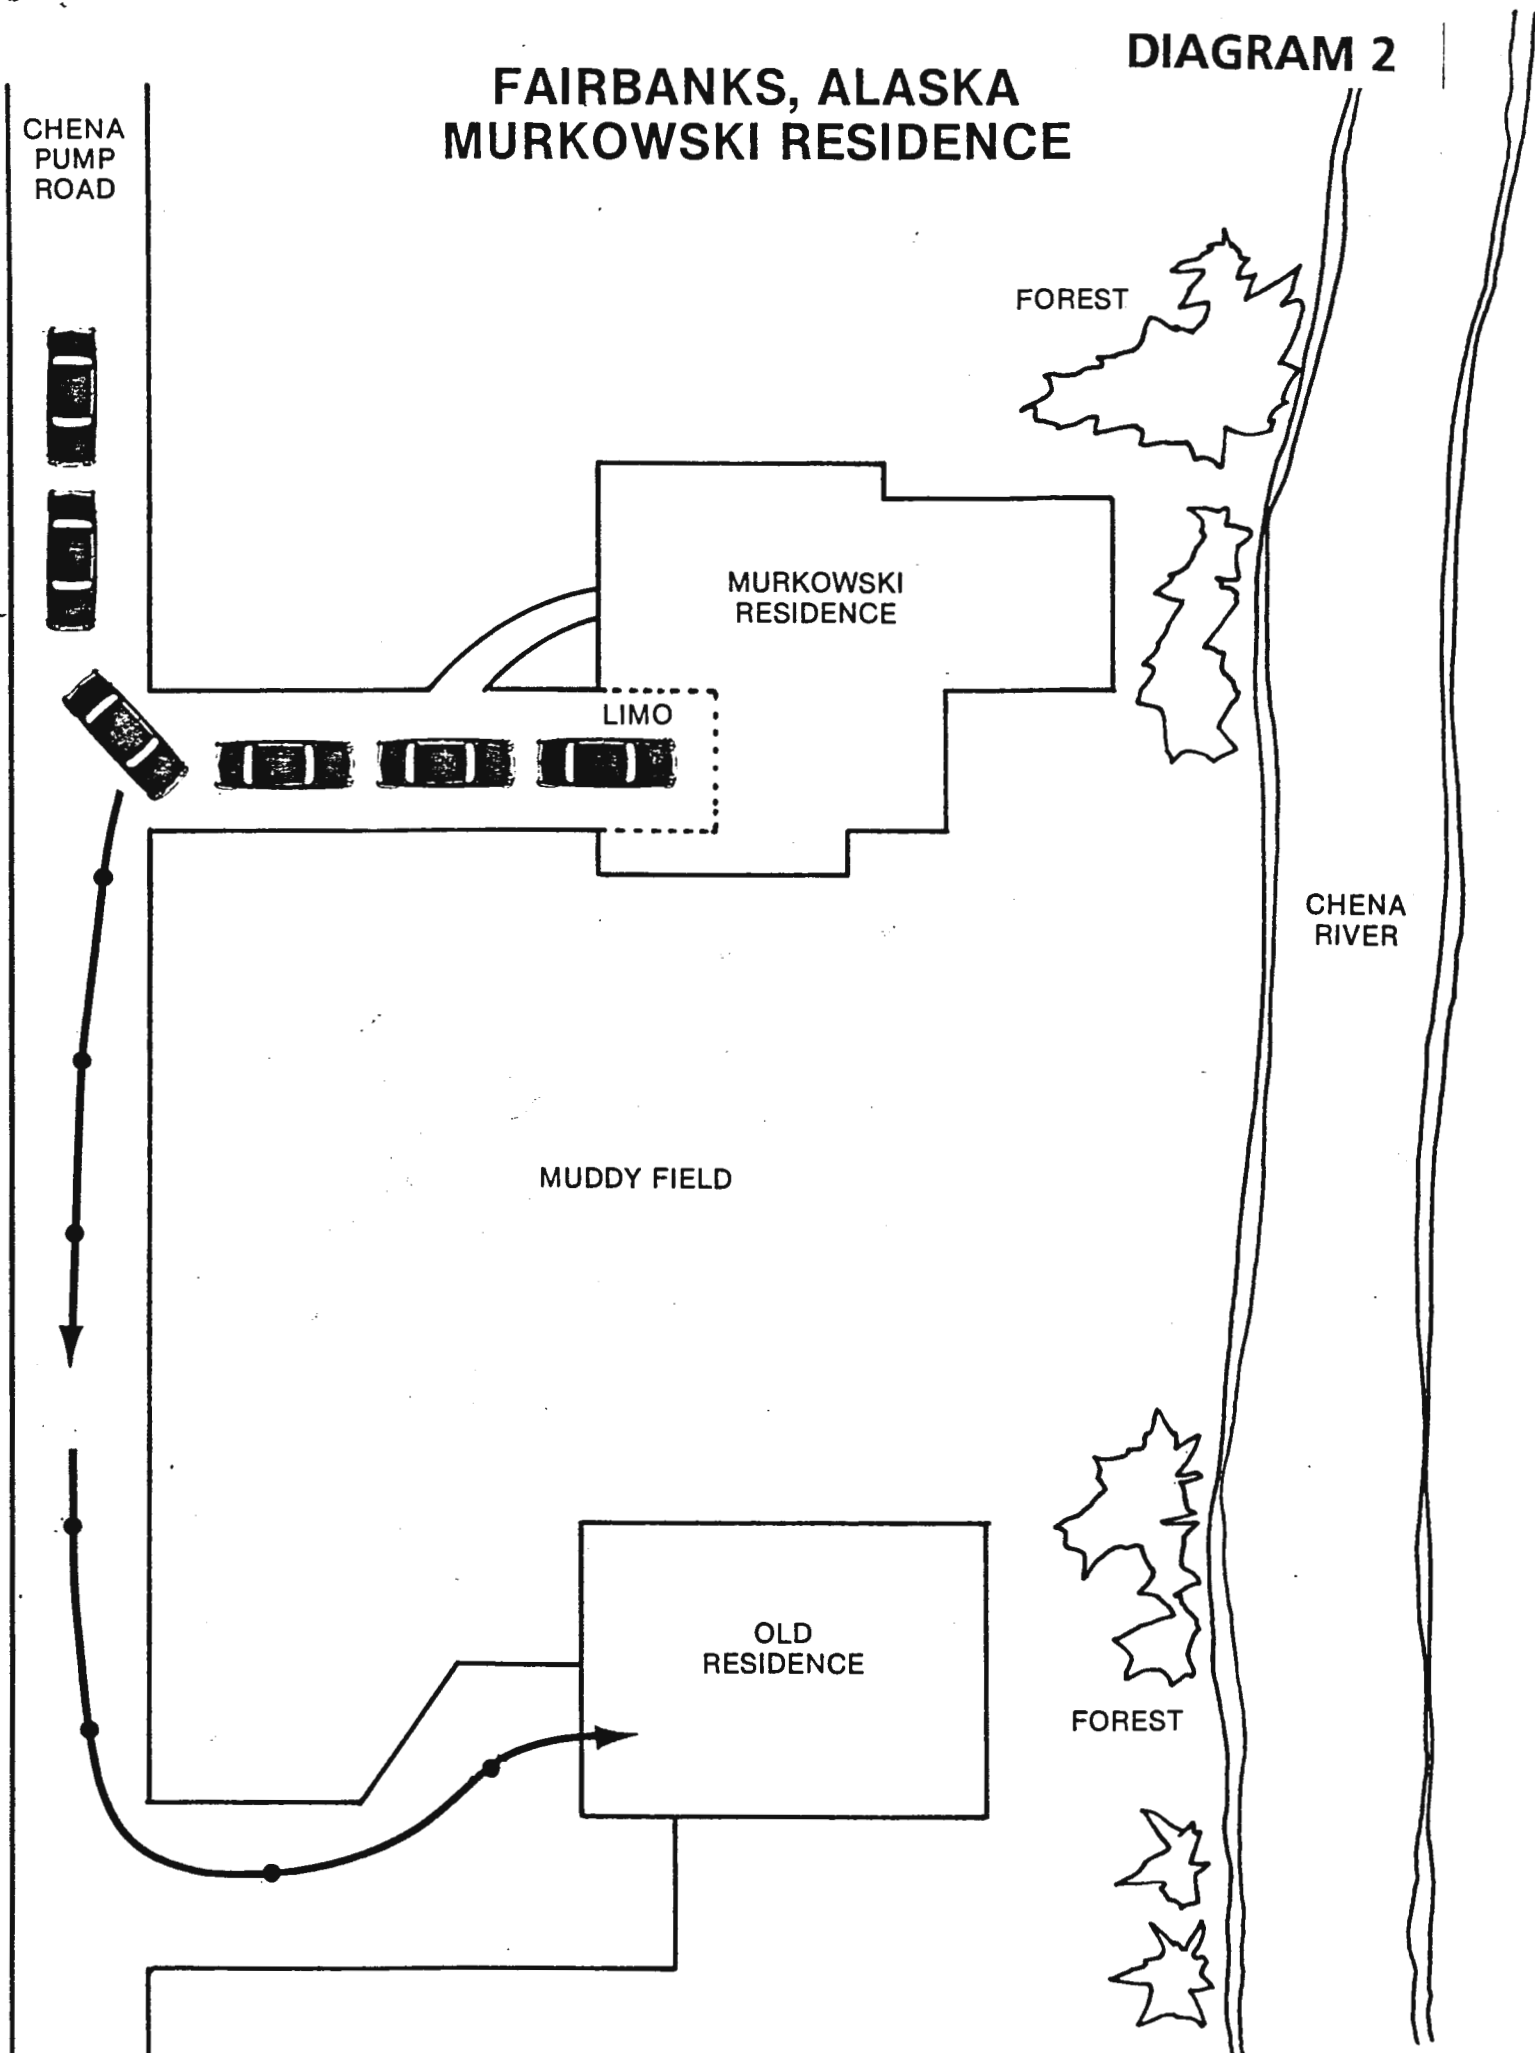 DIAGRAM 2
FAIRBANKS, ALASKA
MURKOWSKI RESIDENCE
CHENA
PUMP
ROAD
FOREST
MURKOWSKI
RESIDENCE
LIMO
CHENA
RIVER
MUDDY FIELD
OLD
RESIDENCE
FOREST